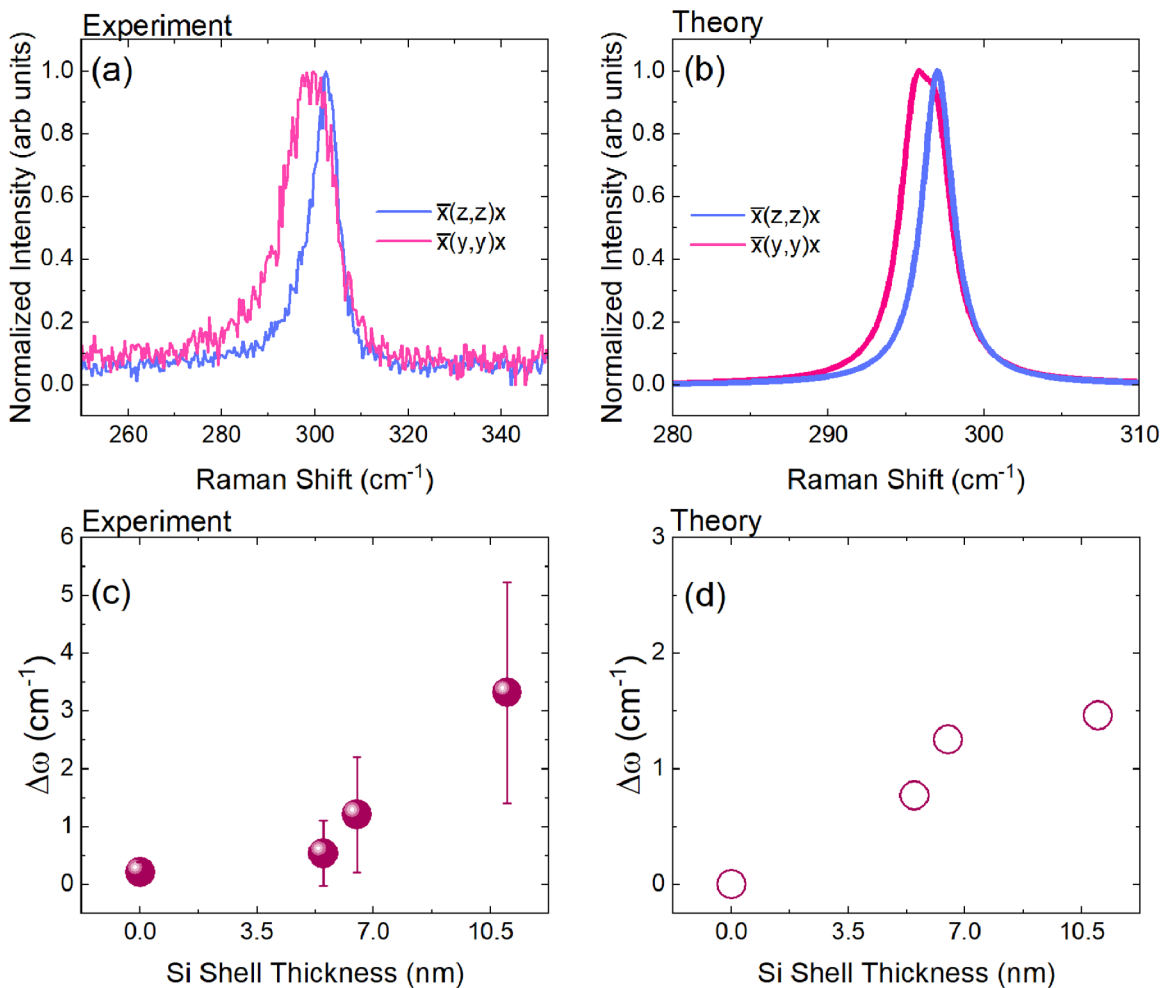 Experiment
Theory
(a)
(b)
Normalized Intensity (arb units)
1.0
0.8
0.6
0.4
0.2
0.0
x̅(z,z)x
x̅(y,y)x
260
280
300
320
340
Raman Shift (cm⁻¹)
Normalized Intensity (arb units)
1.0
0.8
0.6
0.4
0.2
0.0
x̅(z,z)x
x̅(y,y)x
280
290
300
310
Raman Shift (cm⁻¹)
Experiment
Theory
(c)
(d)
Δω (cm⁻¹)
6
5
4
3
2
1
0
0.0
3.5
7.0
10.5
Si Shell Thickness (nm)
Δω (cm⁻¹)
3
2
1
0
0.0
3.5
7.0
10.5
Si Shell Thickness (nm)